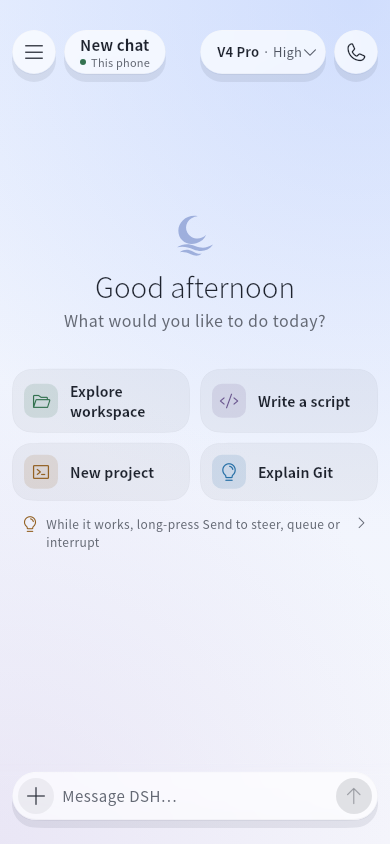 New chat
This phone
V4 Pro · High
Good afternoon
What would you like to do today?
Explore
workspace
Write a script
New project
Explain Git
While it works, long-press Send to steer, queue or
interrupt
Message DSH…